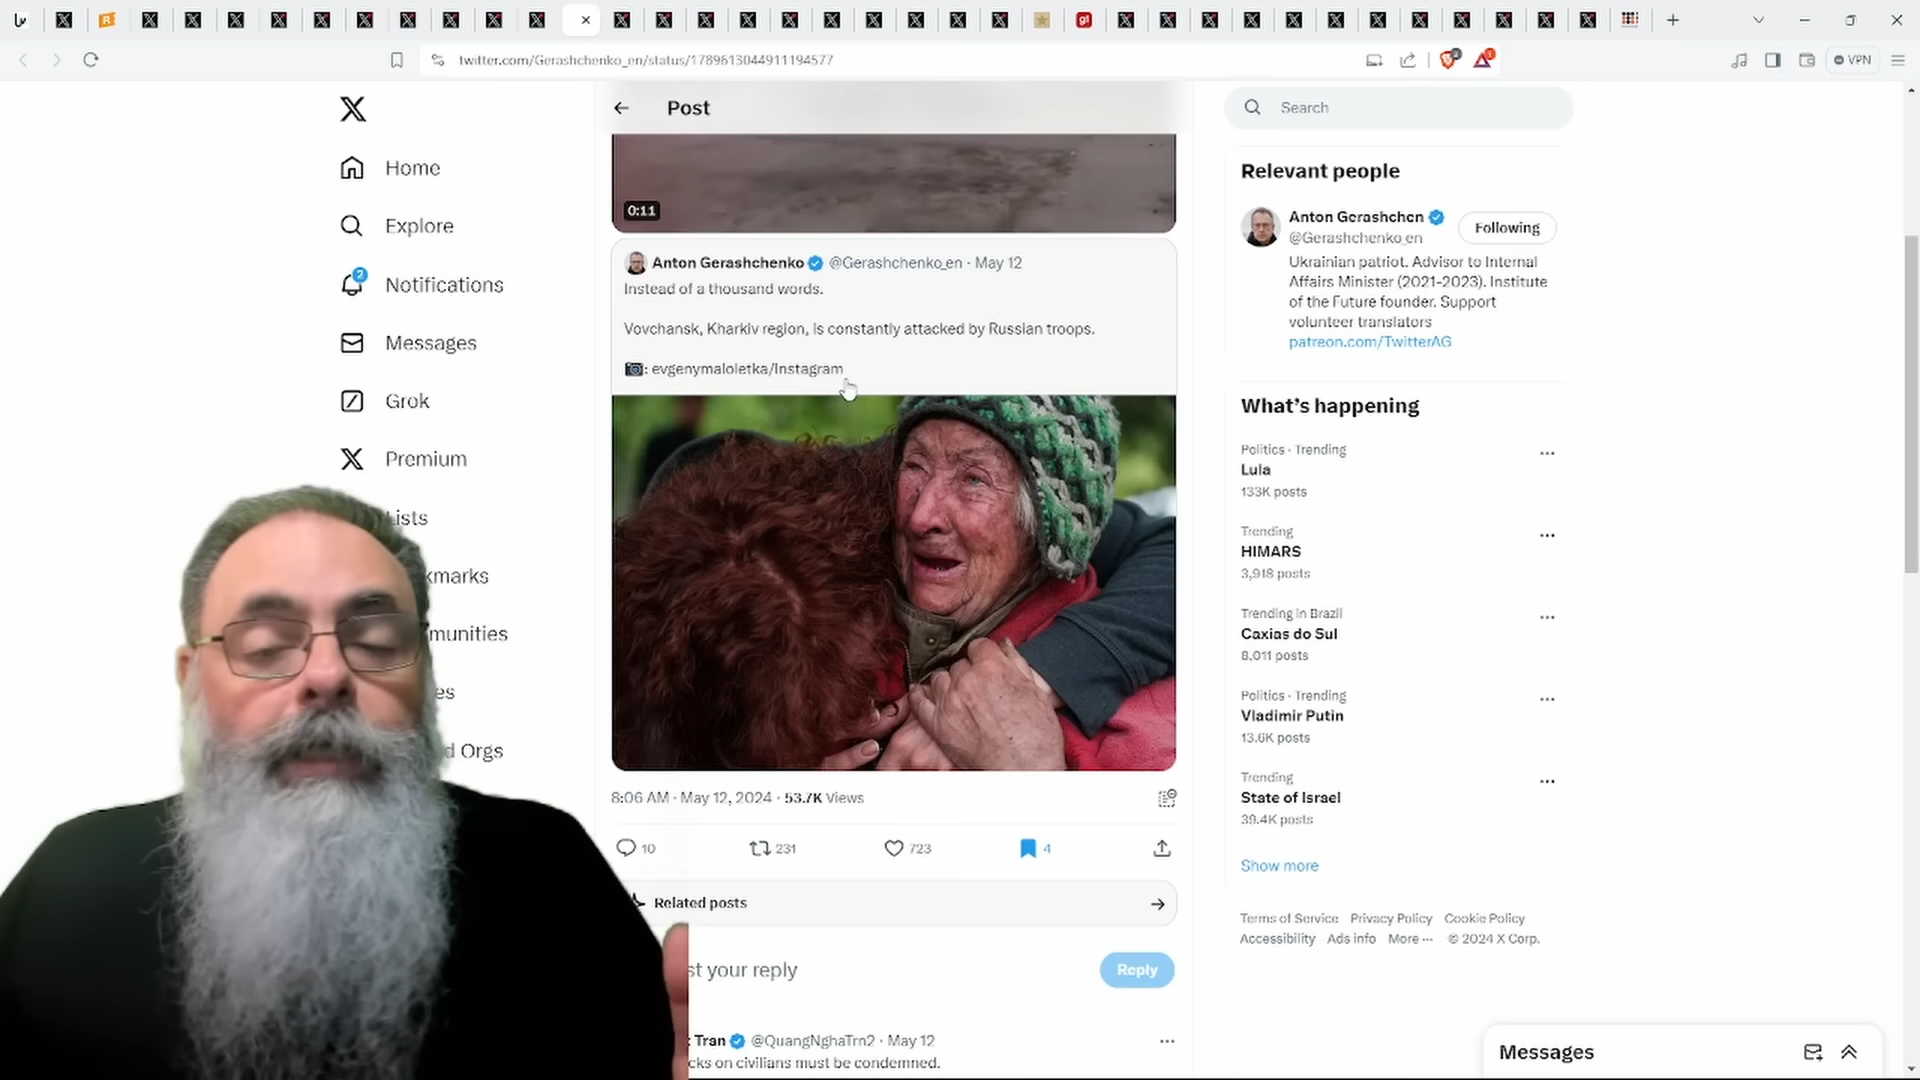 twitter.com/Gerashchenko_en/status/1789613044911194577
VPN
Home
Explore
2
Notifications
Messages
Grok
Premium
Lists
kmarks
munities
es
d Orgs
Post
0:11
Anton Gerashchenko @Gerashchenko_en · May 12
Instead of a thousand words.
Vovchansk, Kharkiv region, is constantly attacked by Russian troops.
: evgenymaloletka/Instagram
8:06 AM · May 12, 2024 · 53.7K Views
10
231
723
4
Related posts
st your reply
Reply
Tran @QuangNghaTrn2 · May 12
cks on civilians must be condemned.
Search
Relevant people
Anton Gerashchen
@Gerashchenko_en
Following
Ukrainian patriot. Advisor to Internal
Affairs Minister (2021-2023). Institute
of the Future founder. Support
volunteer translators
patreon.com/TwitterAG
What's happening
Politics · Trending
Lula
133K posts
Trending
HIMARS
3,918 posts
Trending in Brazil
Caxias do Sul
8,011 posts
Politics · Trending
Vladimir Putin
13.6K posts
Trending
State of Israel
39.4K posts
Show more
Terms of Service Privacy Policy Cookie Policy
Accessibility Ads info More ··· © 2024 X Corp.
Messages